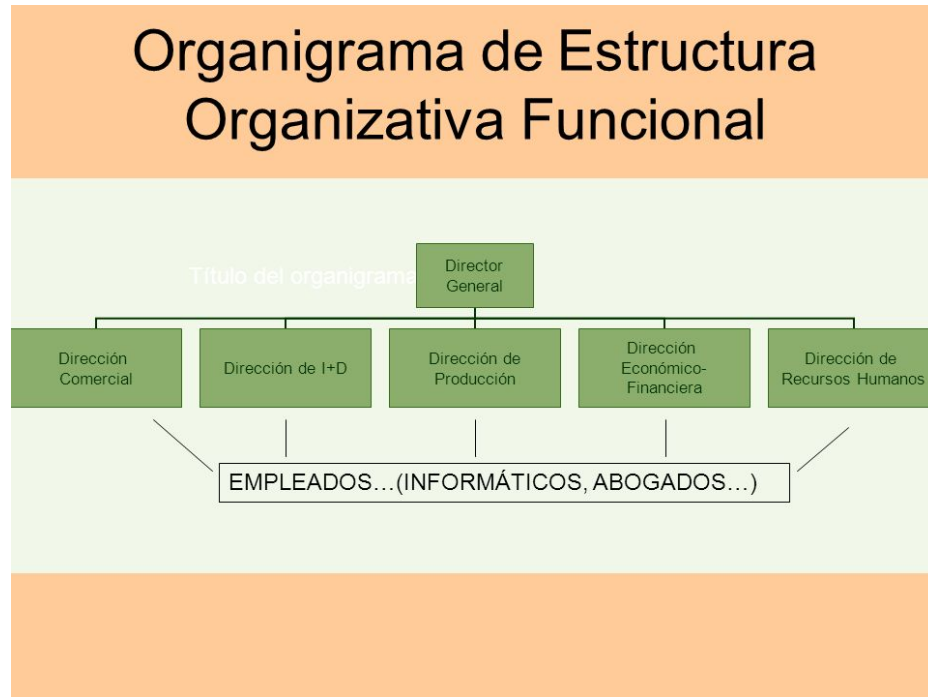 Organigrama de Estructura
Organizativa Funcional
Título del organigrama
Director
General
Dirección
Comercial
Dirección de I+D
Dirección de
Producción
Dirección
Económico-
Financiera
Dirección de
Recursos Humanos
EMPLEADOS…(INFORMÁTICOS, ABOGADOS…)